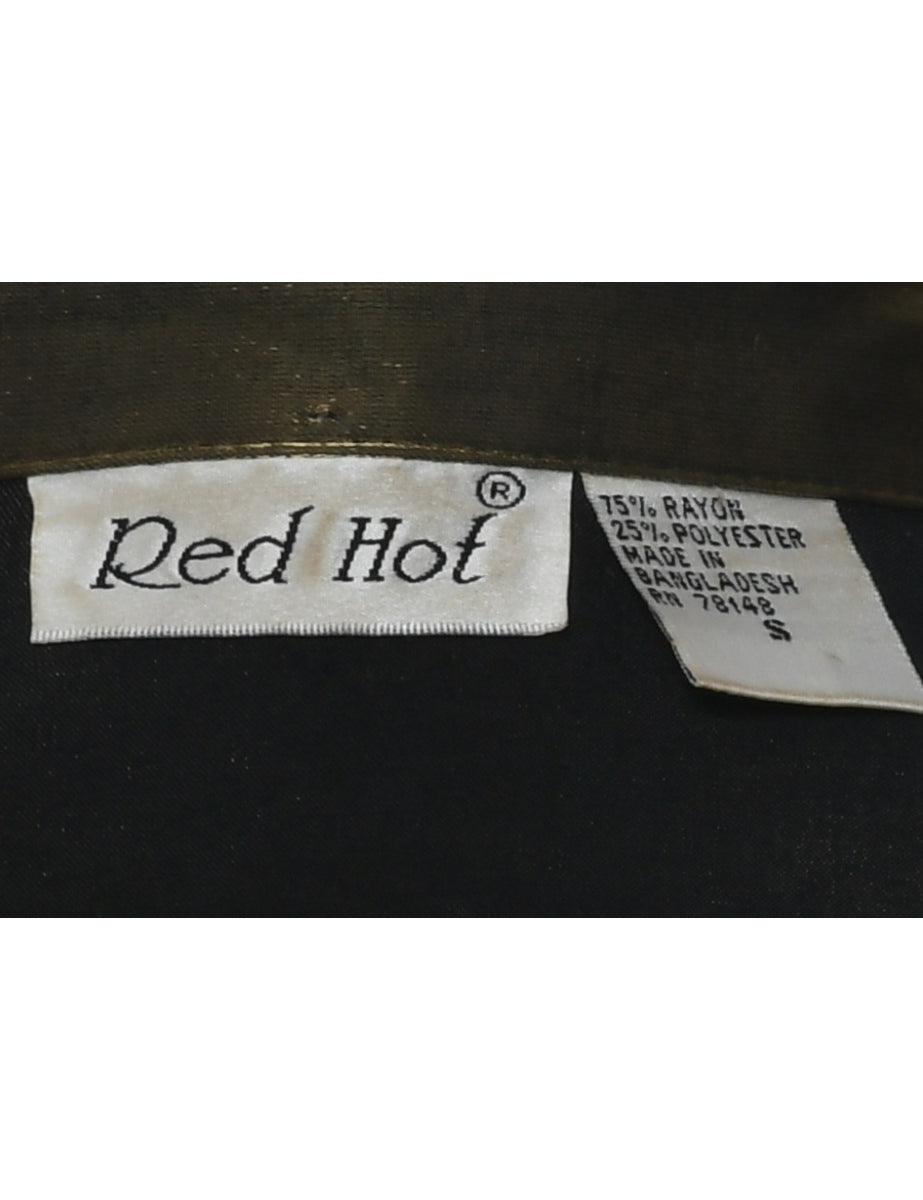 Red Hot ®
75% RAYON
25% POLYESTER
MADE IN
BANGLADESH
RN 78148
S